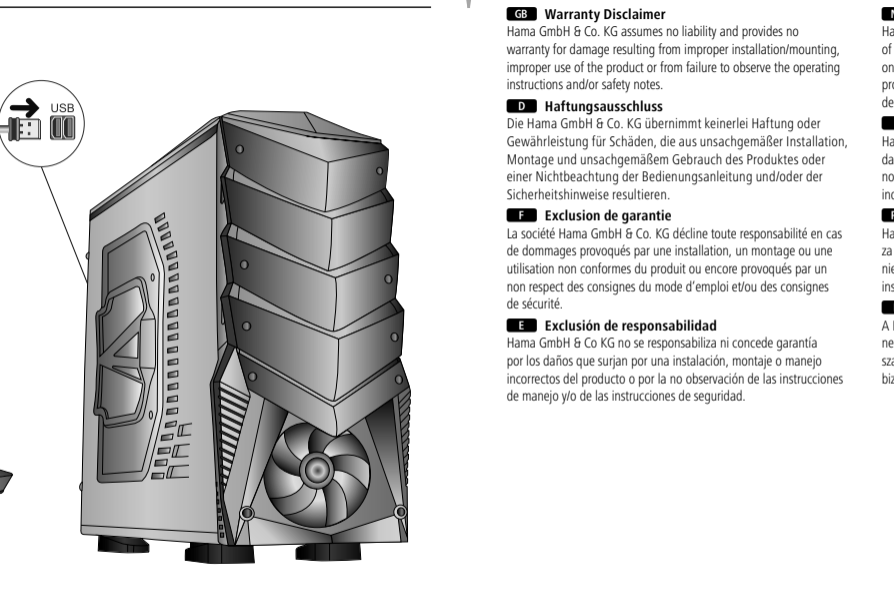 USB
GB Warranty Disclaimer
Hama GmbH & Co. KG assumes no liability and provides no
warranty for damage resulting from improper installation/mounting,
improper use of the product or from failure to observe the operating
instructions and/or safety notes.
D Haftungsausschluss
Die Hama GmbH & Co. KG übernimmt keinerlei Haftung oder
Gewährleistung für Schäden, die aus unsachgemäßer Installation,
Montage und unsachgemäßem Gebrauch des Produktes oder
einer Nichtbeachtung der Bedienungsanleitung und/oder der
Sicherheitshinweise resultieren.
F Exclusion de garantie
La société Hama GmbH & Co. KG décline toute responsabilité en cas
de dommages provoqués par une installation, un montage ou une
utilisation non conformes du produit ou encore provoqués par un
non respect des consignes du mode d’emploi et/ou des consignes
de sécurité.
E Exclusión de responsabilidad
Hama GmbH & Co KG no se responsabiliza ni concede garantía
por los daños que surjan por una instalación, montaje o manejo
incorrectos del producto o por la no observación de las instrucciones
de manejo y/o de las instrucciones de seguridad.